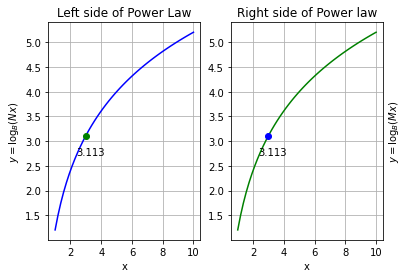 Left side of Power Law
y = log_B(Nx)
5.0
4.5
4.0
3.5
3.0
2.5
2.0
1.5
3.113
2 4 6 8 10
x
Right side of Power law
5.0
4.5
4.0
3.5
3.0
2.5
2.0
1.5
3.113
2 4 6 8 10
x
y = log_B(Mx)